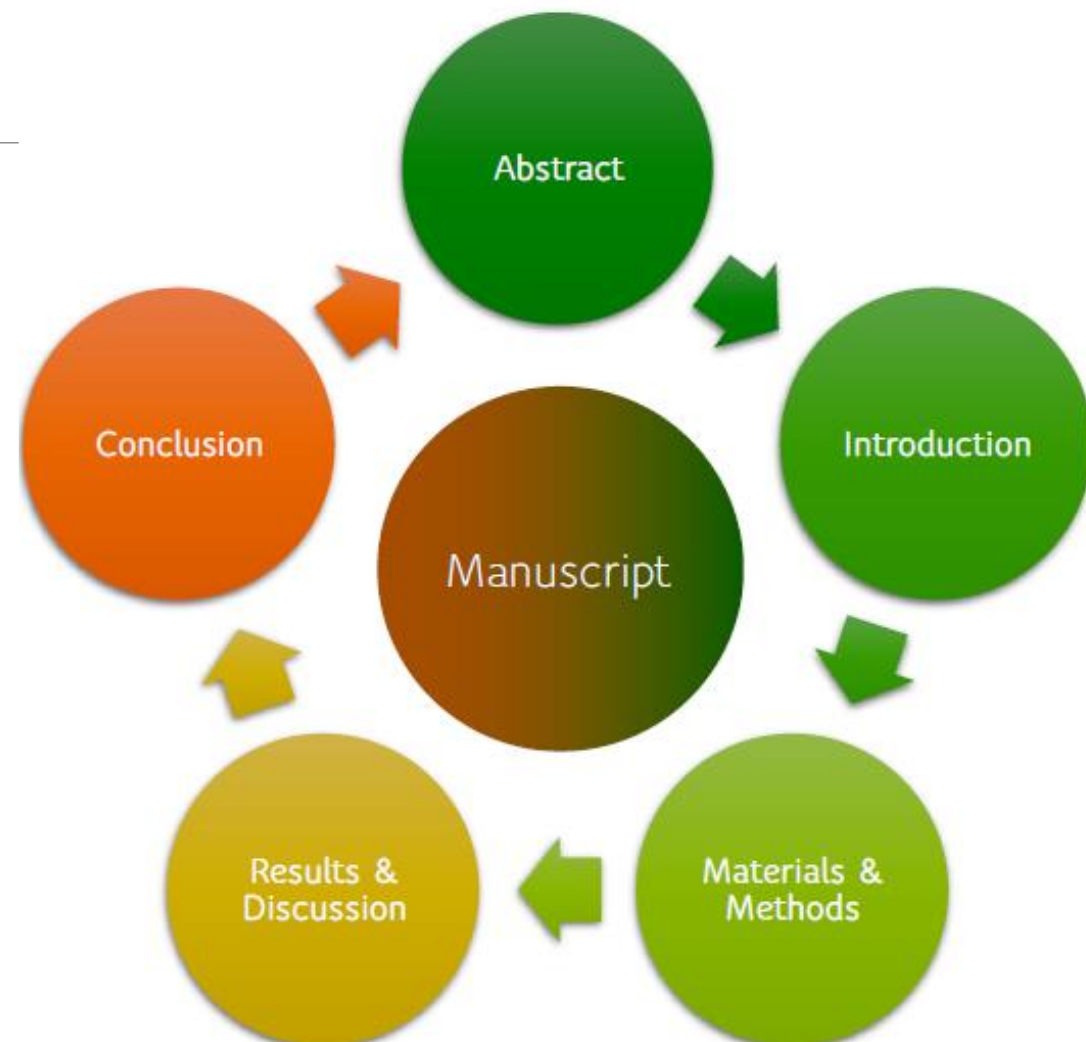 Abstract
Introduction
Materials &
Methods
Results &
Discussion
Conclusion
Manuscript